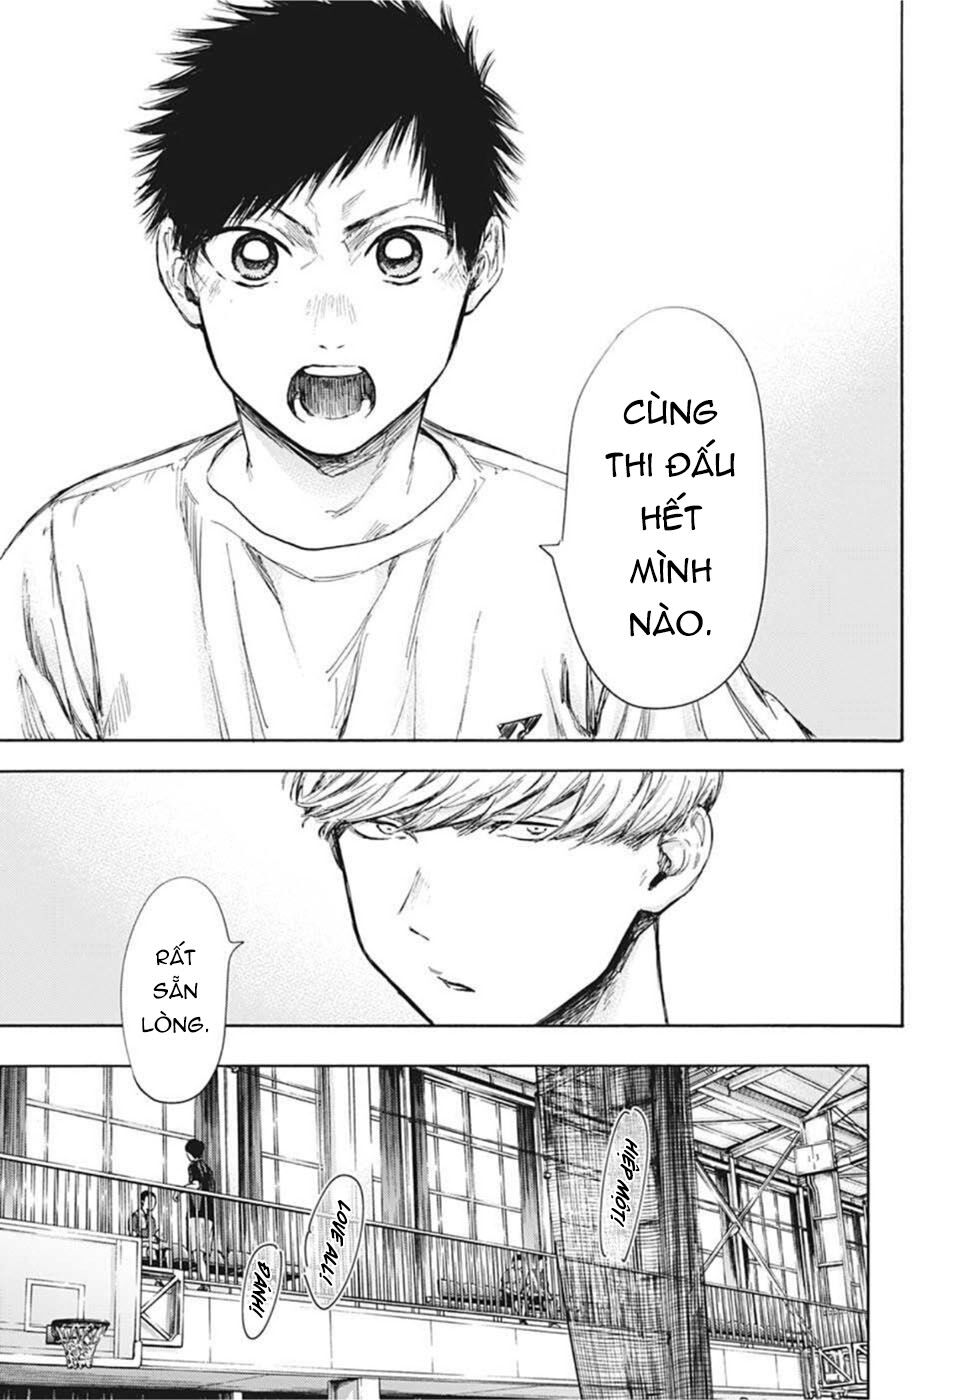 CÙNG
THI ĐẤU
HẾT
MÌNH
NÀO.
RẤT
SẴN
LÒNG.
HIỆP MỘT!
LOVE ALL!
ĐÁNH!